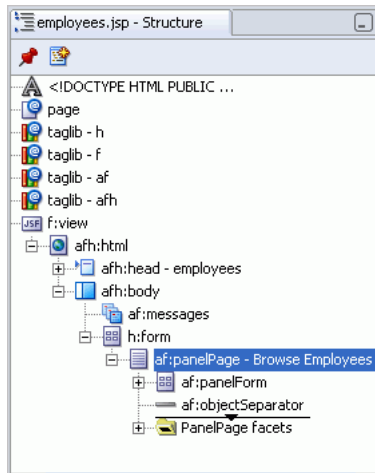 employees.jsp - Structure
<!DOCTYPE HTML PUBLIC ...
page
taglib - h
taglib - f
taglib - af
taglib - afh
JSF f:view
afh:html
afh:head - employees
afh:body
af:messages
h:form
af:panelPage - Browse Employees
af:panelForm
af:objectSeparator
PanelPage facets